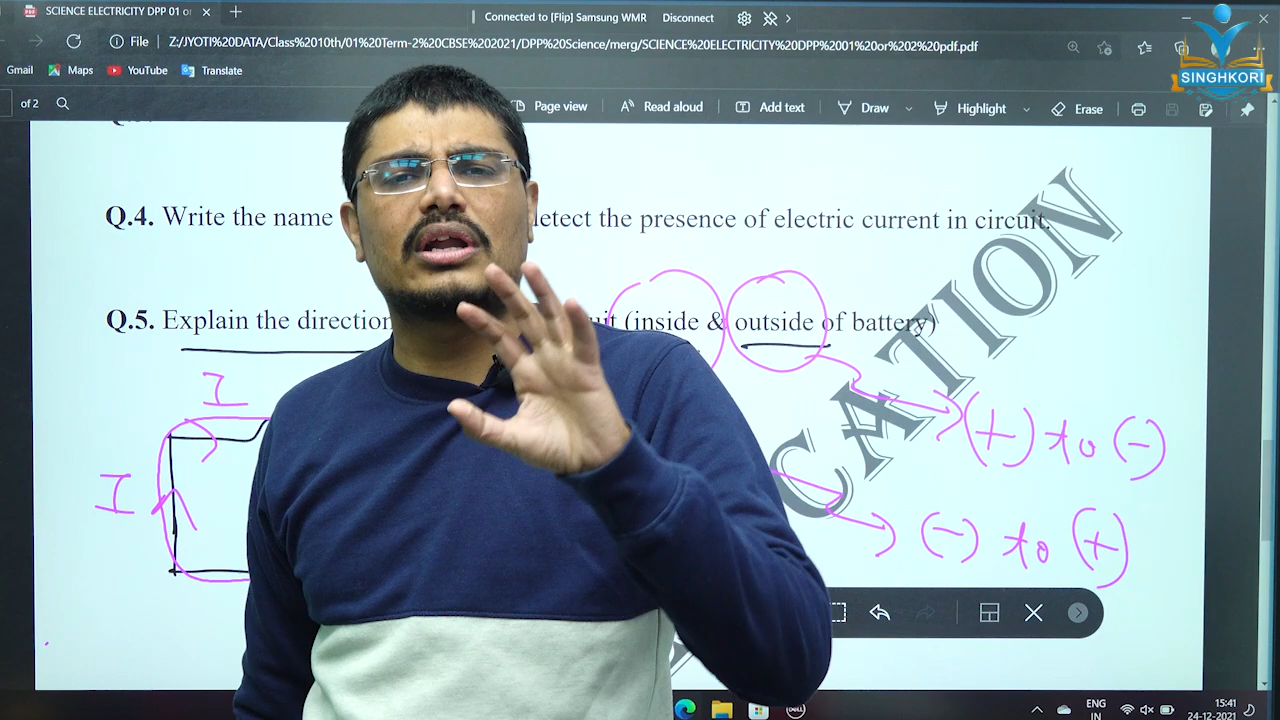 SCIENCE ELECTRICITY DPP 01 or
Connected to [Flip] Samsung WMR Disconnect
File Z:/JYOTI%20DATA/Class%2010th/01%20Term-2%20CBSE%202021/DPP%20Science/merg/SCIENCE%20ELECTRICITY%20DPP%2001%20or%202%20pdf.pdf
SINGHKORI
Gmail Maps YouTube Translate
of 2 Page view Read aloud Add text Draw Highlight Erase
Q.4. Write the name etect the presence of electric current in circuit.
Q.5. Explain the direction uit (inside & outside of battery)
I
(+) to (-)
I
(-) to (+)
CATION
ENG
IN
15:41
24-12-2021
DELL